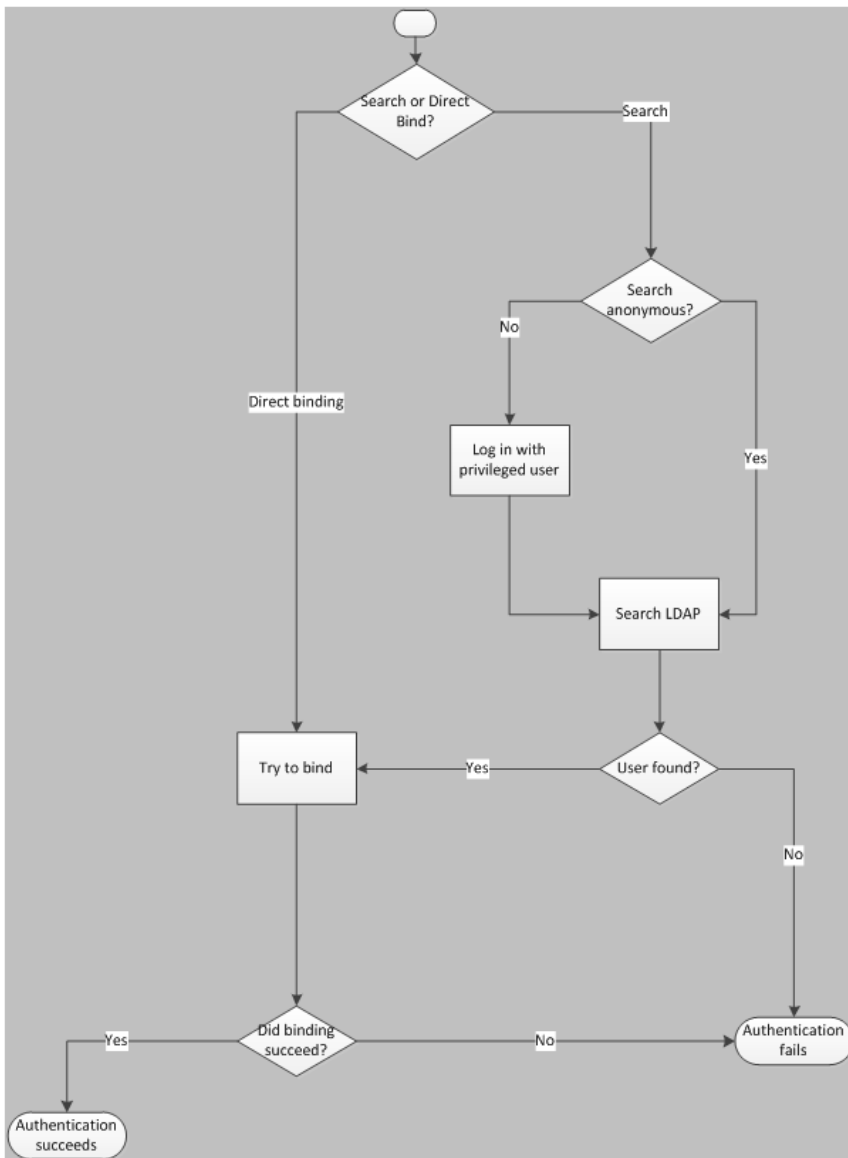 Search or Direct
Bind?
Search
Search
anonymous?
No
Direct binding
Log in with
privileged user
Yes
Search LDAP
Try to bind
Yes
User found?
No
Did binding
succeed?
Yes
No
Authentication
fails
Authentication
succeeds